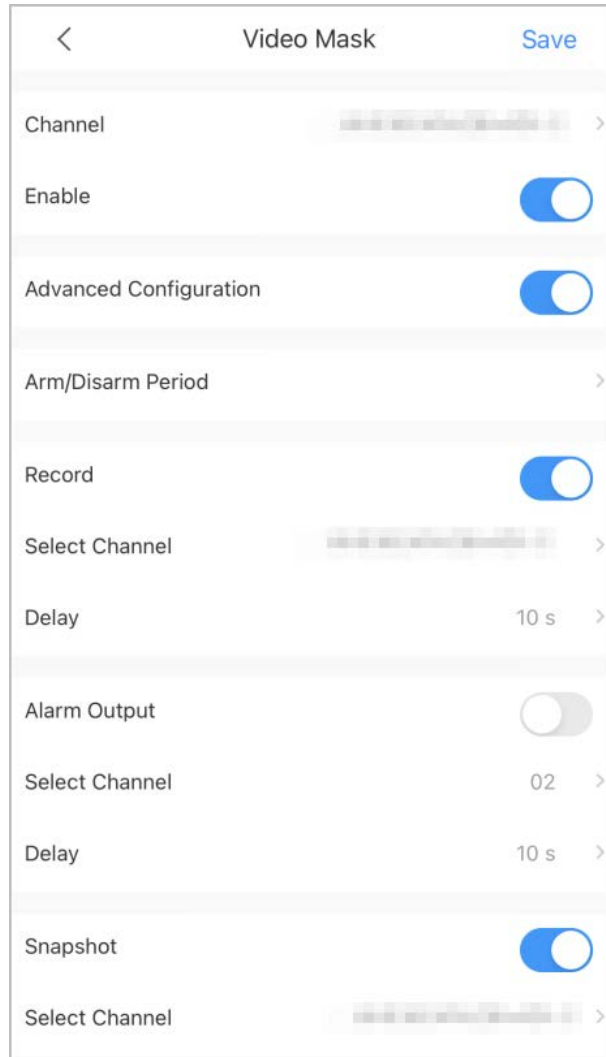 Video Mask Save
Channel
Enable
Advanced Configuration
Arm/Disarm Period
Record
Select Channel
Delay 10 s
Alarm Output
Select Channel 02
Delay 10 s
Snapshot
Select Channel